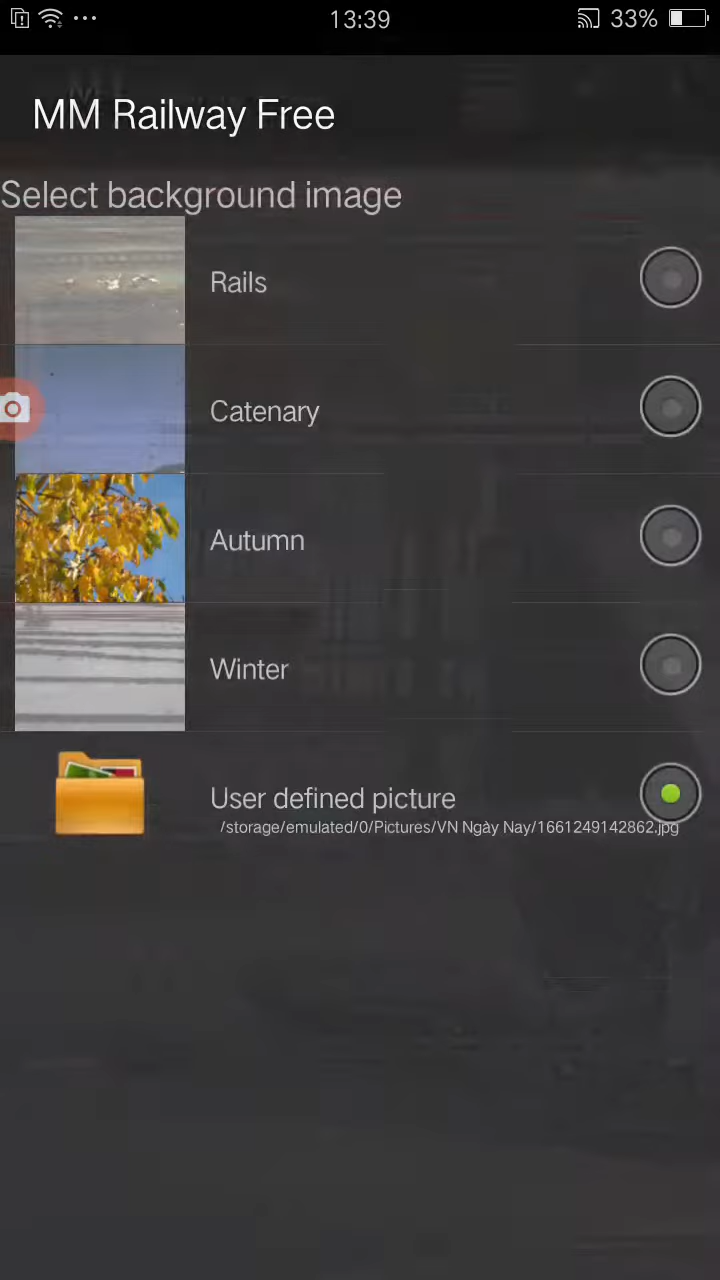 13:39
33%
MM Railway Free
Select background image
Rails
Catenary
Autumn
Winter
User defined picture
/storage/emulated/0/Pictures/VN Ngày Nay/1661249142862.jpg